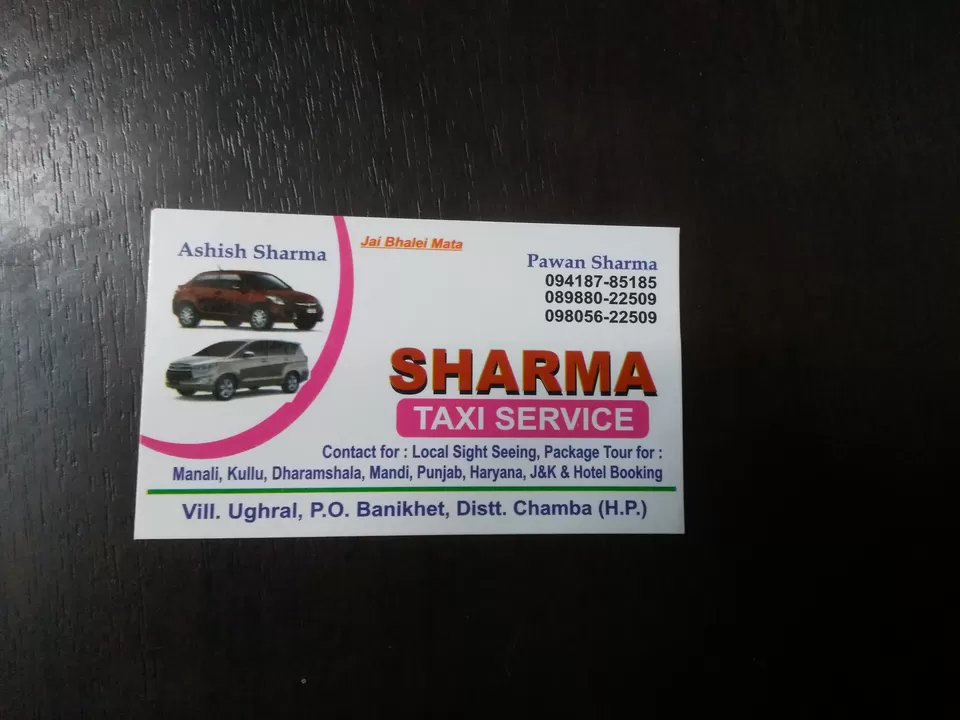 Jai Bhalei Mata
Ashish Sharma
Pawan Sharma
094187-85185
089880-22509
098056-22509
SHARMA
TAXI SERVICE
Contact for : Local Sight Seeing, Package Tour for :
Manali, Kullu, Dharamshala, Mandi, Punjab, Haryana, J&K & Hotel Booking
Vill. Ughral, P.O. Banikhet, Distt. Chamba (H.P.)